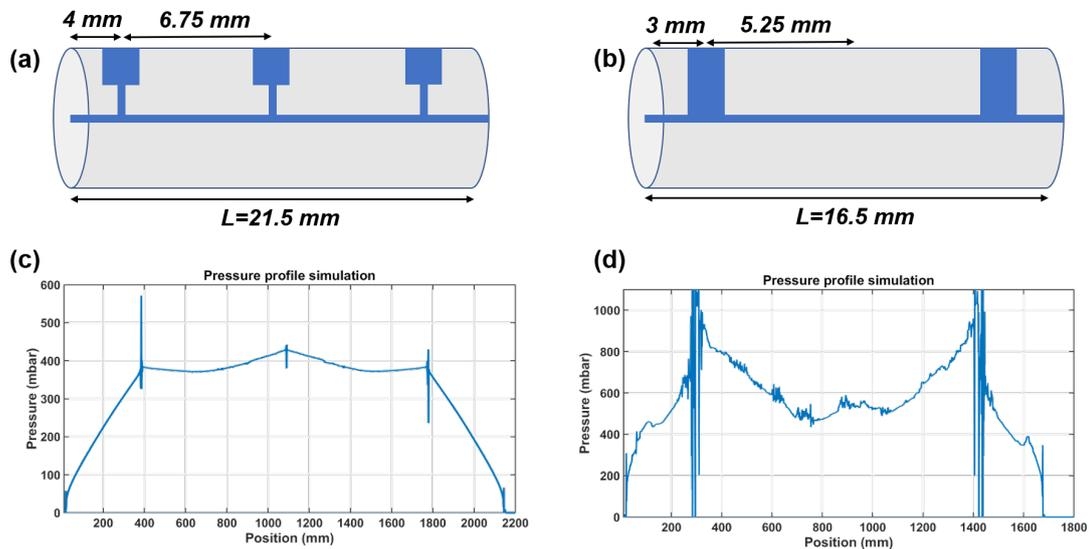 4 mm
6.75 mm
(a)
L=21.5 mm
3 mm
5.25 mm
(b)
L=16.5 mm
(c)
Pressure profile simulation
Pressure (mbar)
600
500
400
300
200
100
0
200 400 600 800 1000 1200 1400 1600 1800 2000 2200
Position (mm)
(d)
Pressure profile simulation
Pressure (mbar)
1000
800
600
400
200
0
200 400 600 800 1000 1200 1400 1600 1800
Position (mm)